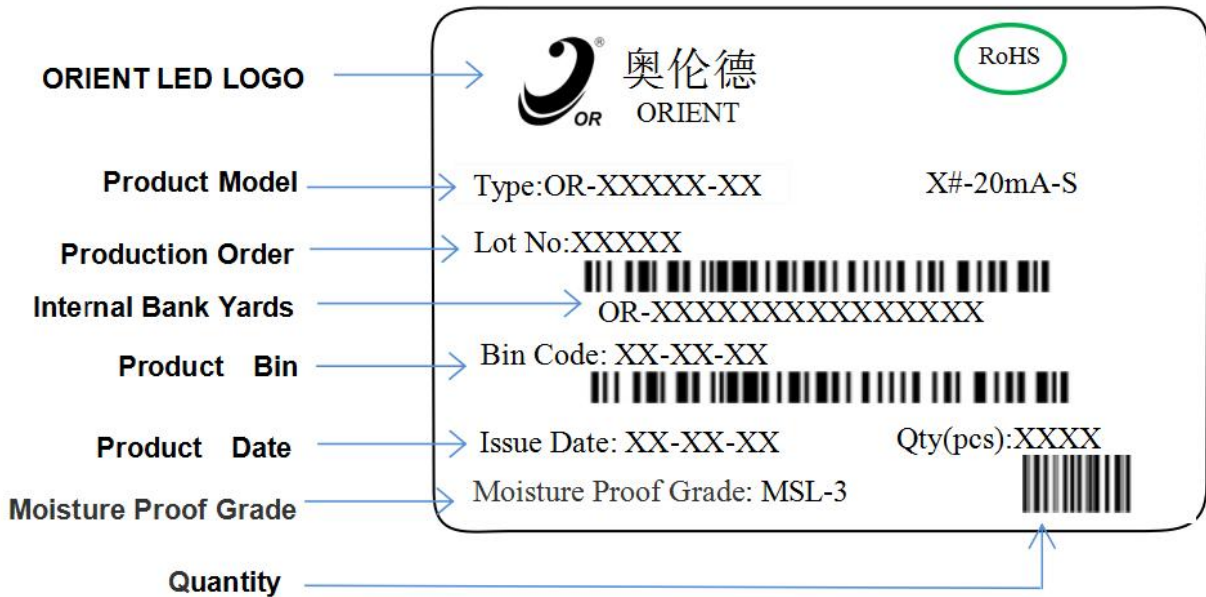 ORIENT LED LOGO
®
OR
奥伦德
ORIENT
RoHS
Product Model
Type:OR-XXXXX-XX
X#-20mA-S
Production Order
Lot No:XXXXX
Internal Bank Yards
OR-XXXXXXXXXXXXXXX
Product Bin
Bin Code: XX-XX-XX
Product Date
Issue Date: XX-XX-XX
Qty(pcs):XXXX
Moisture Proof Grade
Moisture Proof Grade: MSL-3
Quantity